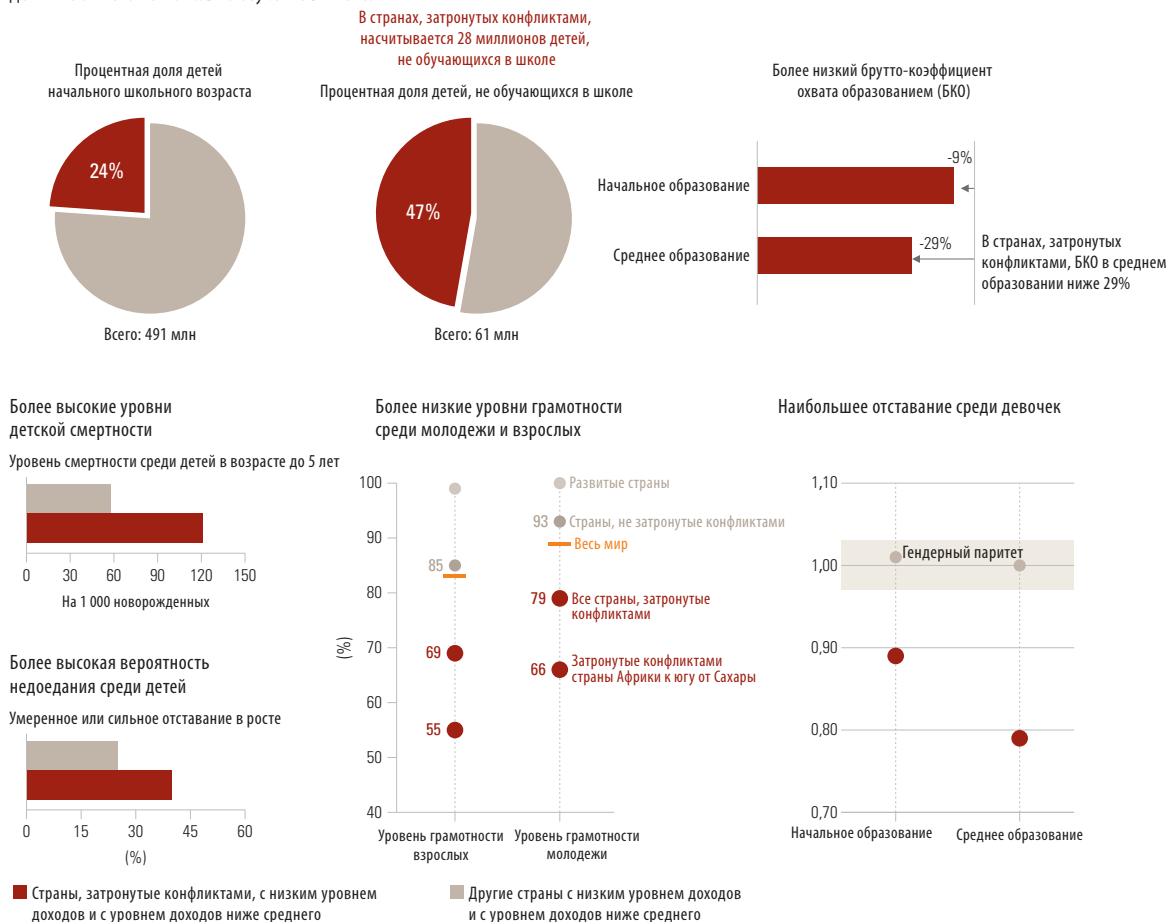 В странах, затронутых конфликтами,
насчитывается 28 миллионов детей,
не обучающихся в школе
Процентная доля детей
начального школьного возраста
24%
Всего: 491 млн
Процентная доля детей, не обучающихся в школе
47%
Всего: 61 млн
Более низкий брутто-коэффициент
охвата образованием (БКО)
-9%
Начальное образование
-29%
Среднее образование
В странах, затронутых
конфликтами, БКО в среднем
образовании ниже 29%
Более высокие уровни
детской смертности
Уровень смертности среди детей в возрасте до 5 лет
0 30 60 90 120 150
На 1 000 новорожденных
Более высокая вероятность
недоедания среди детей
Умеренное или сильное отставание в росте
0 15 30 45 60
(%)
Более низкие уровни грамотности
среди молодежи и взрослых
100
90
80
70
60
50
40
(%)
85
69
55
Развитые страны
93 Страны, не затронутые конфликтами
Весь мир
79 Все страны, затронутые
конфликтами
66 Затронутые конфликтами
страны Африки к югу от Сахары
Уровень грамотности
взрослых
Уровень грамотности
молодежи
Наибольшее отставание среди девочек
1,10
1,00
0,90
0,80
0,70
Гендерный паритет
Начальное образование
Среднее образование
Страны, затронутые конфликтами, с низким уровнем
доходов и с уровнем доходов ниже среднего
Другие страны с низким уровнем доходов
и с уровнем доходов ниже среднего